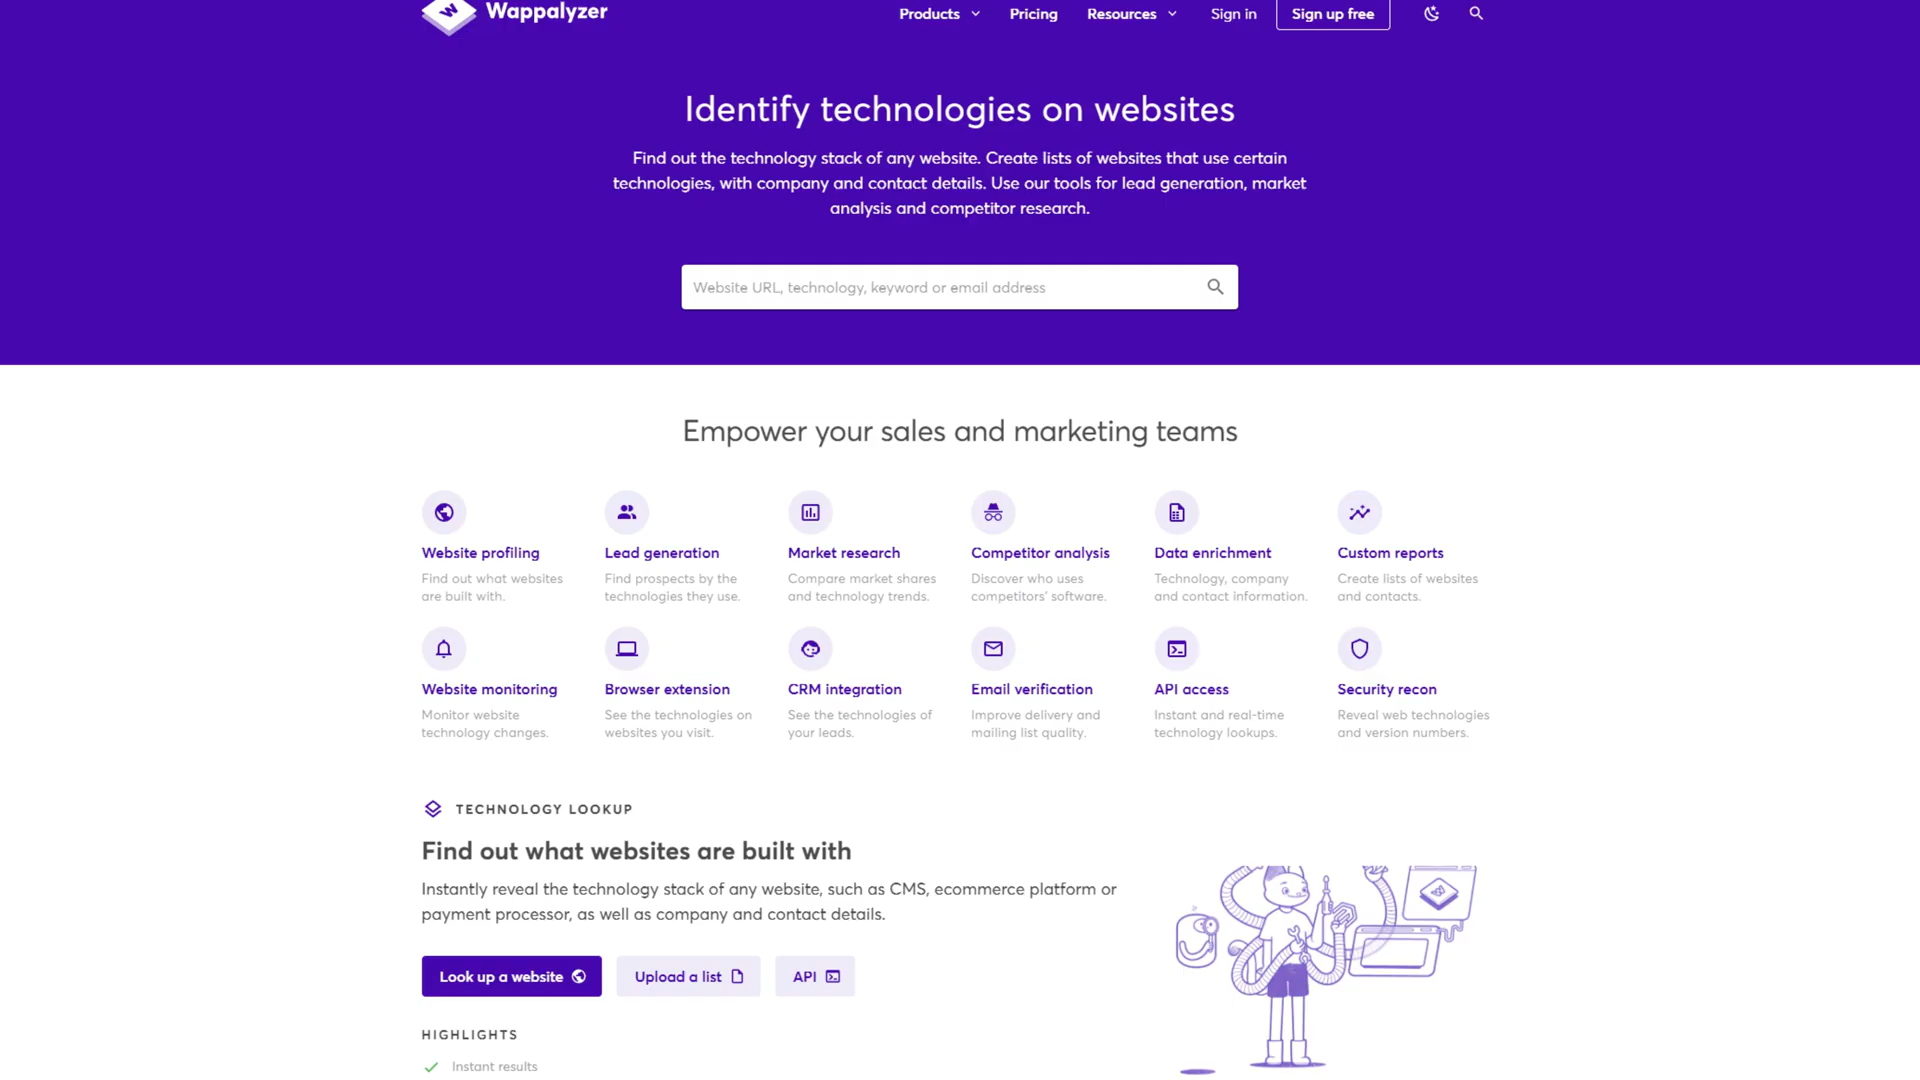 Wappalyzer
Products
Pricing
Resources
Sign in
Sign up free
Identify technologies on websites
Find out the technology stack of any website. Create lists of websites that use certain
technologies, with company and contact details. Use our tools for lead generation, market
analysis and competitor research.
Website URL, technology, keyword or email address
Empower your sales and marketing teams
Website profiling
Find out what websites
are built with.
Lead generation
Find prospects by the
technologies they use.
Market research
Compare market shares
and technology trends.
Competitor analysis
Discover who uses
competitors' software.
Data enrichment
Technology, company
and contact information.
Custom reports
Create lists of websites
and contacts.
Website monitoring
Monitor website
technology changes.
Browser extension
See the technologies on
websites you visit.
CRM integration
See the technologies of
your leads.
Email verification
Improve delivery and
mailing list quality.
API access
Instant and real-time
technology lookups.
Security recon
Reveal web technologies
and version numbers.
TECHNOLOGY LOOKUP
Find out what websites are built with
Instantly reveal the technology stack of any website, such as CMS, ecommerce platform or
payment processor, as well as company and contact details.
Look up a website
Upload a list
API
HIGHLIGHTS
Instant results